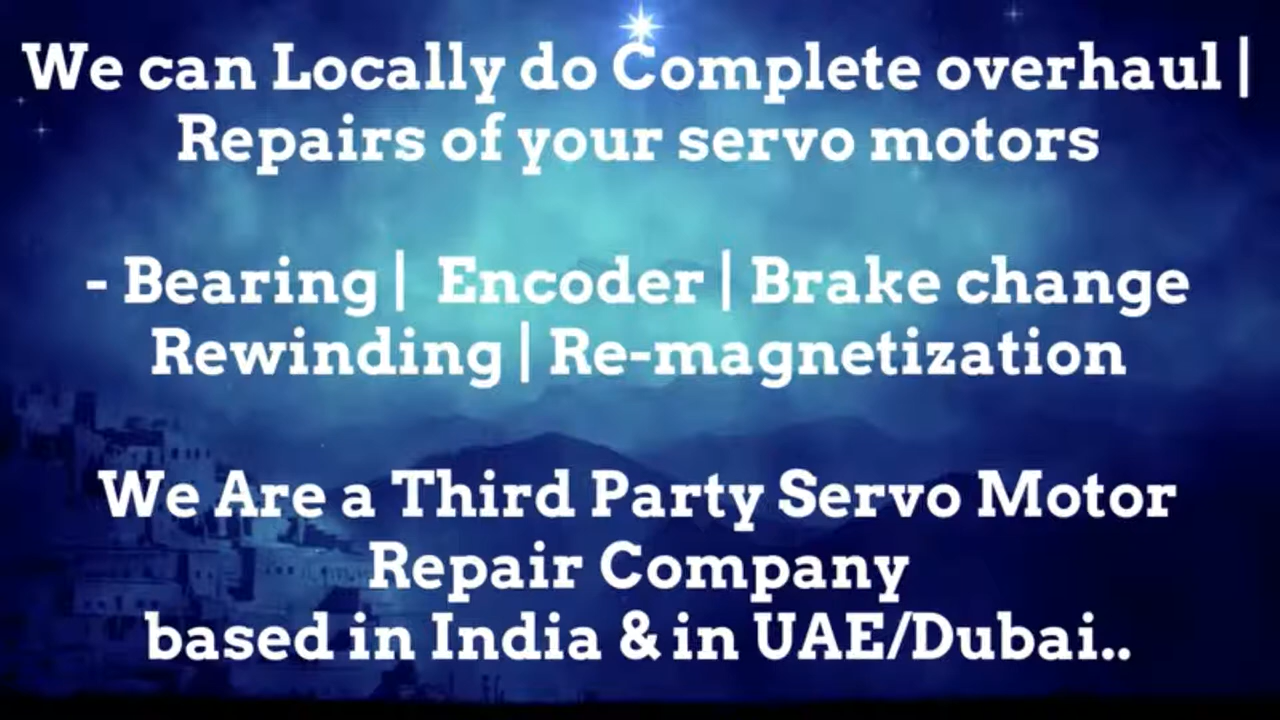 We can Locally do Complete overhaul |
Repairs of your servo motors
- Bearing | Encoder | Brake change
Rewinding | Re-magnetization
We Are a Third Party Servo Motor
Repair Company
based in India & in UAE/Dubai..